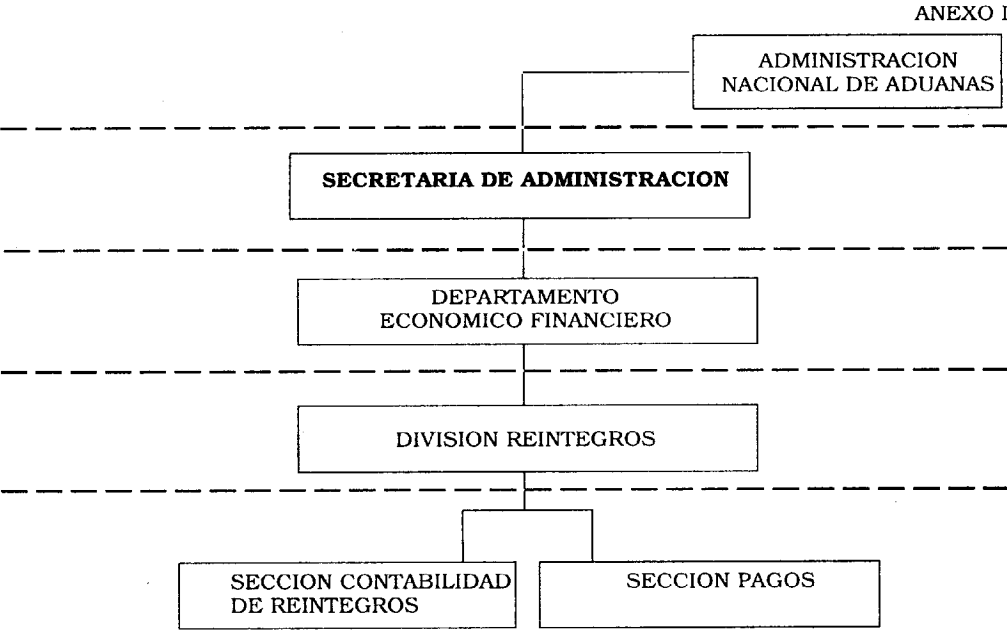 ANEXO I
ADMINISTRACION
NACIONAL DE ADUANAS
SECRETARIA DE ADMINISTRACION
DEPARTAMENTO
ECONOMICO FINANCIERO
DIVISION REINTEGROS
SECCION CONTABILIDAD
DE REINTEGROS
SECCION PAGOS